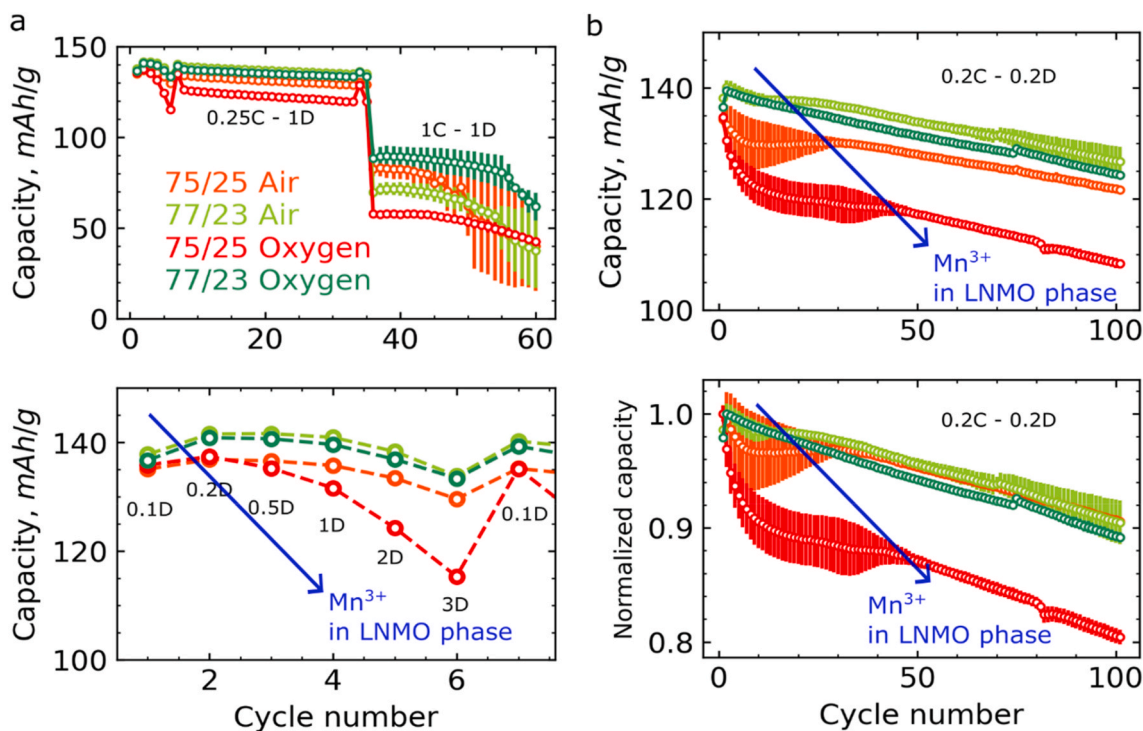 a
Capacity, mAh/g
150
100
50
0
0.25C - 1D
1C - 1D
75/25 Air
77/23 Air
75/25 Oxygen
77/23 Oxygen
0
20
40
60
Capacity, mAh/g
140
120
100
0.1D
0.2D
0.5D
1D
2D
3D
0.1D
Mn³⁺
in LNMO phase
2
4
6
Cycle number
b
Capacity, mAh/g
140
120
100
0.2C - 0.2D
Mn³⁺
in LNMO phase
0
50
100
Normalized capacity
1.0
0.9
0.8
0.2C - 0.2D
Mn³⁺
in LNMO phase
0
50
100
Cycle number